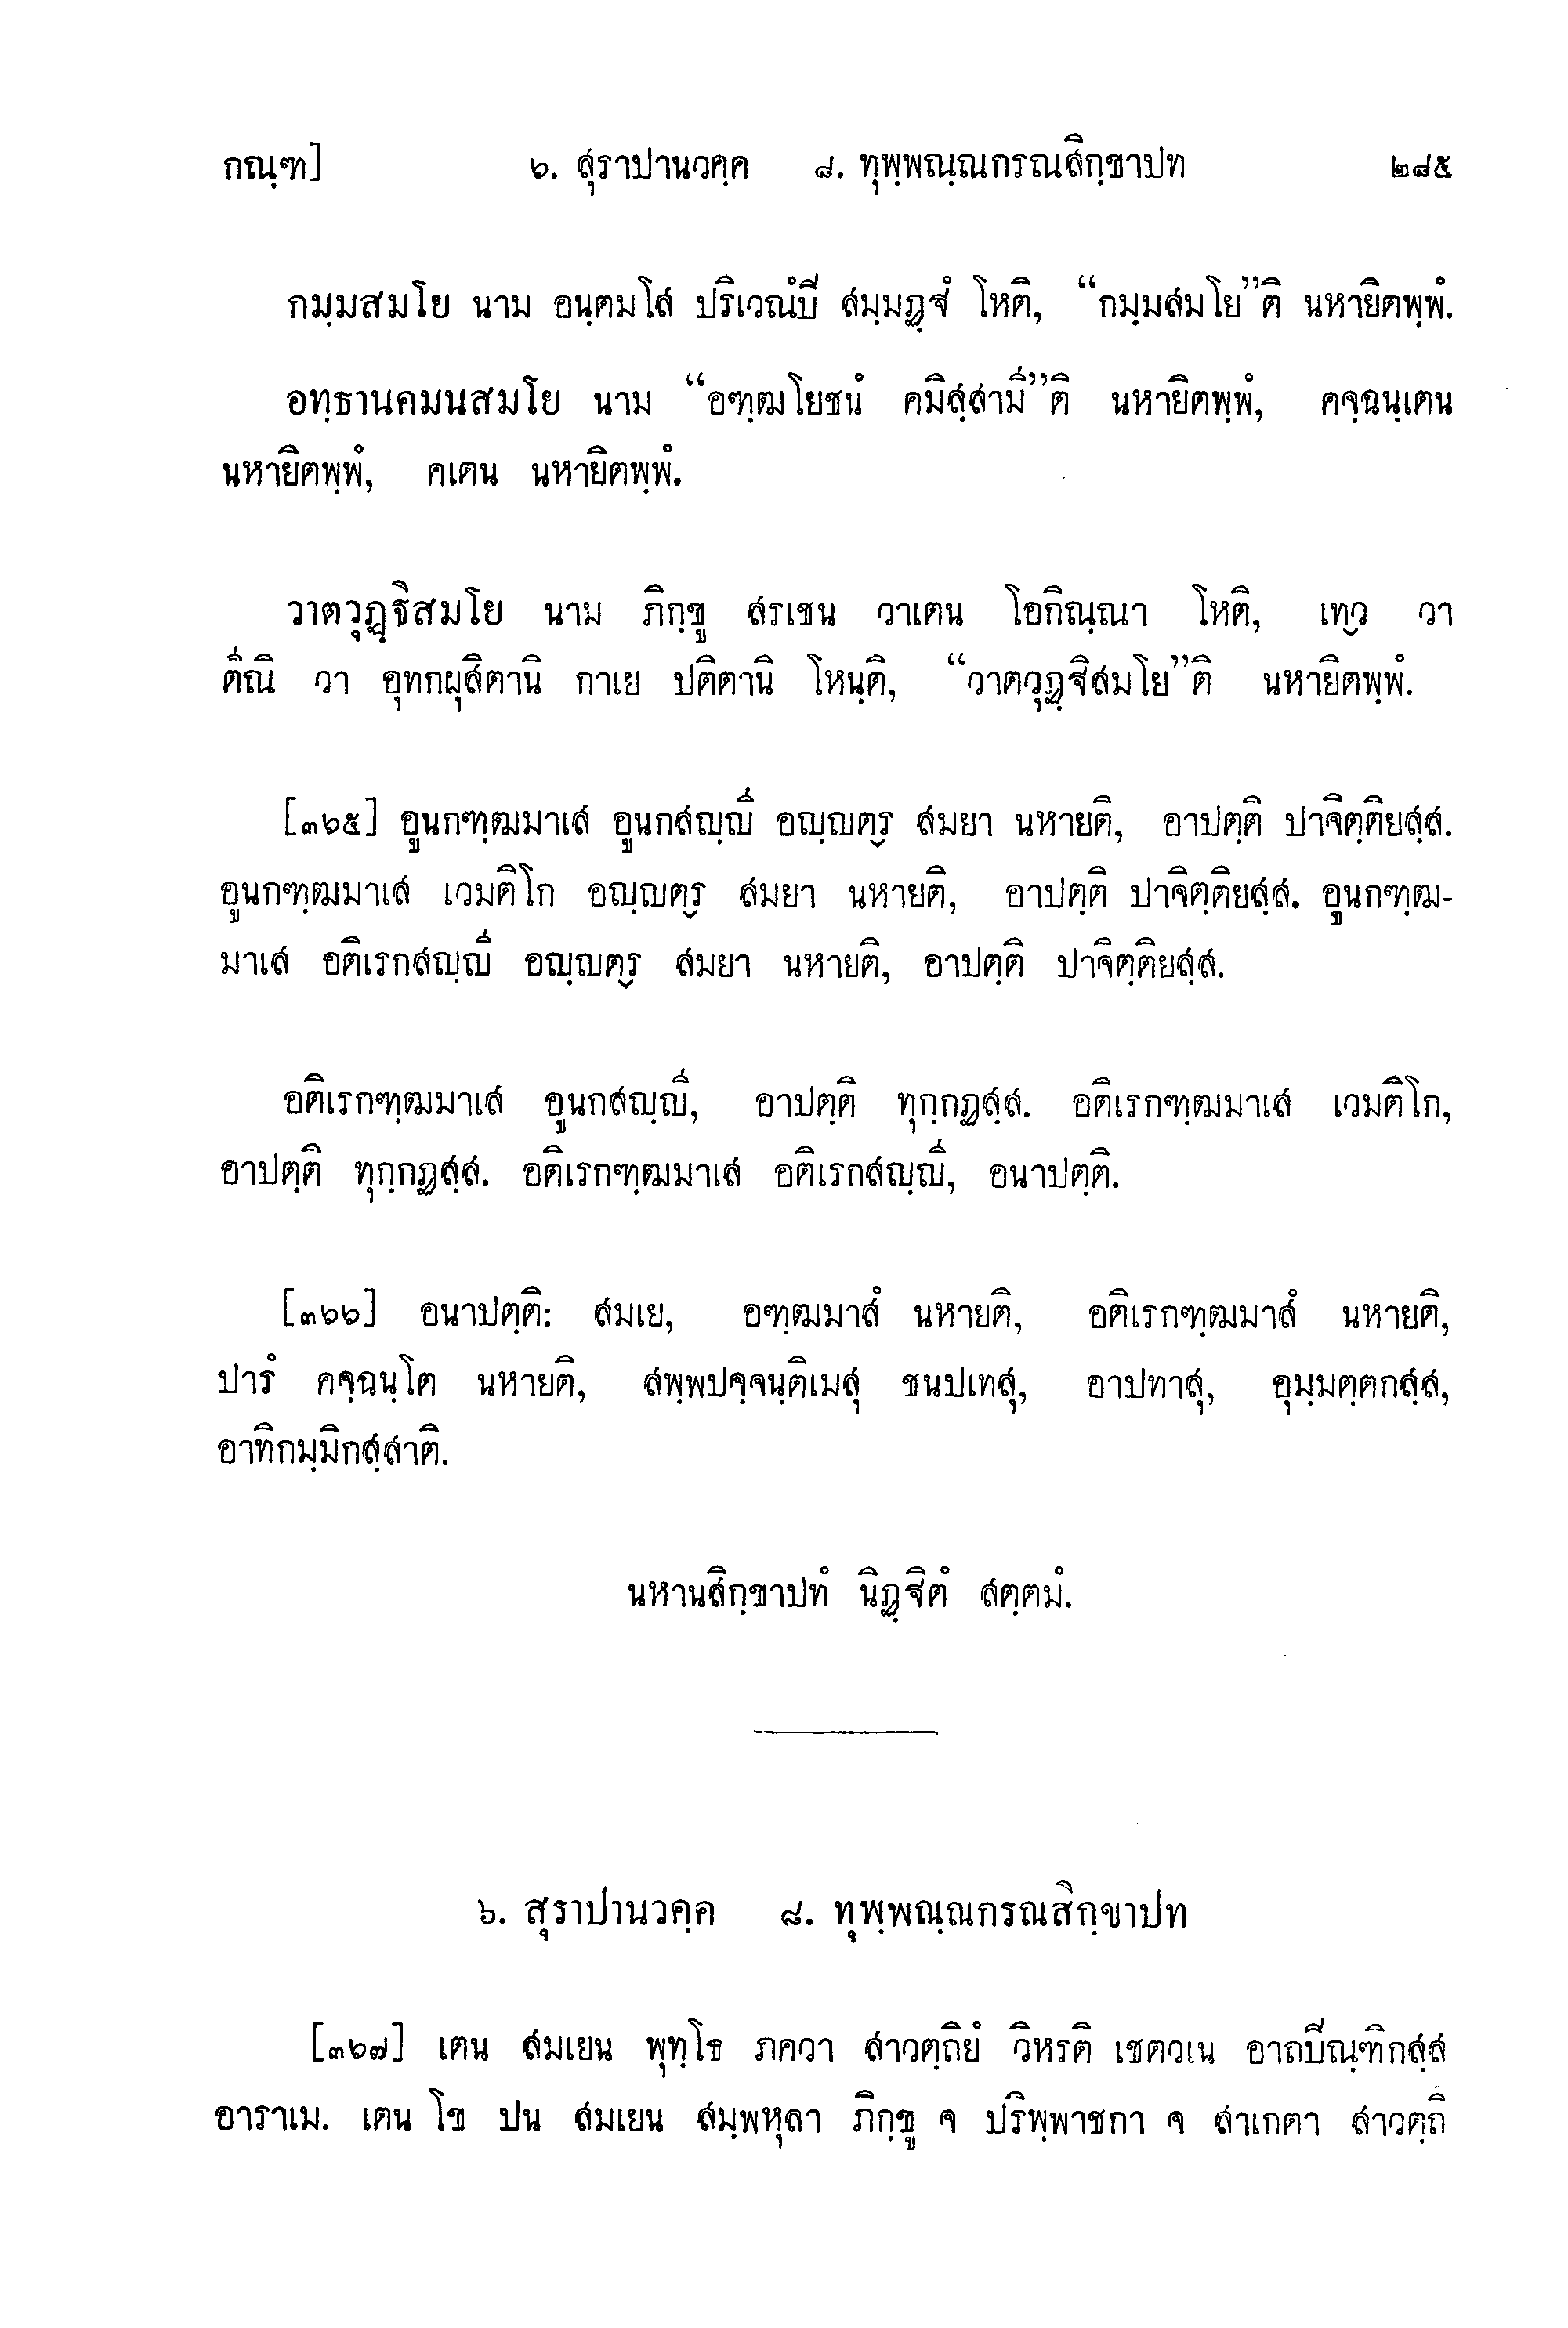 กณฺฑ] ๖. สุราปานวคฺค ๘. ทุพฺพณฺณกรณสิกฺขาปท ๒๘๕
กมฺมสมโย นาม อนฺตมโส ปริเวณํปิ สมฺมฏฺฐํ โหติ, “กมฺมสมโย”ติ นหายิตพฺพํ.
อทฺธานคมนสมโย นาม “อฑฺฒโยชนํ คมิสฺสามี”ติ นหายิตพฺพํ, คจฺฉนฺเตน
นหายิตพฺพํ, คเตน นหายิตพฺพํ.
วาตวุฏฺฐิสมโย นาม ภิกฺขู สรเชน วาเตน โอกิณฺณา โหติ, เทฺว วา
ตีณิ วา อุทกผุสิตานิ กาเย ปติตานิ โหนฺติ, “วาตวุฏฺฐิสมโย”ติ นหายิตพฺพํ.
[๓๖๕] อูนกฑฺฒมาเส อูนกสญฺญี อญฺญตฺร สมยา นหายติ, อาปตฺติ ปาจิตฺติยสฺส.
อูนกฑฺฒมาเส เวมติโก อญฺญตฺร สมยา นหายติ, อาปตฺติ ปาจิตฺติยสฺส. อูนกฑฺฒ-
มาเส อติเรกสญฺญี อญฺญตฺร สมยา นหายติ, อาปตฺติ ปาจิตฺติยสฺส.
อติเรกฑฺฒมาเส อูนกสญฺญี, อาปตฺติ ทุกฺกฏสฺส. อติเรกฑฺฒมาเส เวมติโก,
อาปตฺติ ทุกฺกฏสฺส. อติเรกฑฺฒมาเส อติเรกสญฺญี, อนาปตฺติ.
[๓๖๖] อนาปตฺติ: สมเย, อฑฺฒมาสํ นหายติ, อติเรกฑฺฒมาสํ นหายติ,
ปารํ คจฺฉนฺโต นหายติ, สพฺพปจฺจนฺติเมสุ ชนปเทสุ, อาปทาสุ, อุมฺมตฺตกสฺส,
อาทิกมฺมิกสฺสาติ.
นหานสิกฺขาปทํ นิฏฺฐิตํ สตฺตมํ.
๖. สุราปานวคฺค ๘. ทุพฺพณฺณกรณสิกฺขาปท
[๓๖๗] เตน สมเยน พุทฺโธ ภควา สาวตฺถิยํ วิหรติ เชตวเน อาถปิณฺฑิกสฺส
อาราเม. เตน โข ปน สมเยน สมฺพหุลา ภิกฺขู จ ปริพฺพาชกา จ สาเกตา สาวตฺถึ